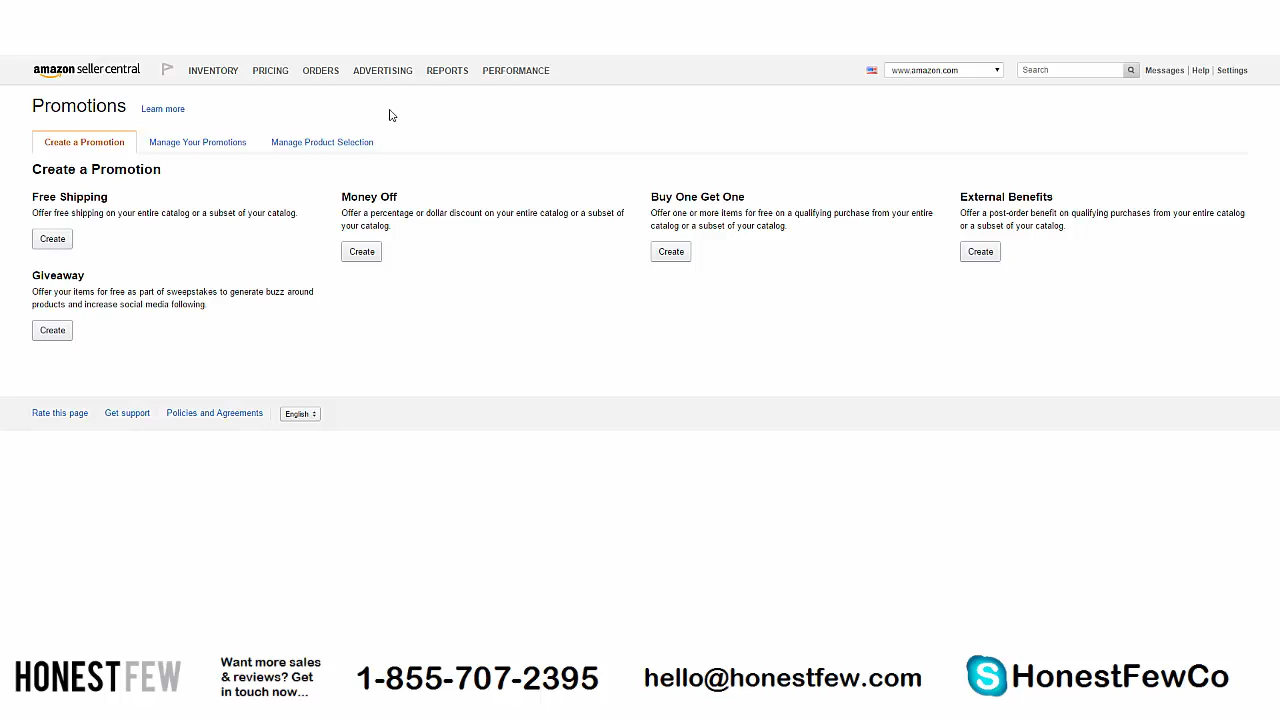 amazon seller central INVENTORY PRICING ORDERS ADVERTISING REPORTS PERFORMANCE www.amazon.com Search Messages | Help | Settings
Promotions Learn more
Create a Promotion Manage Your Promotions Manage Product Selection
Create a Promotion
Free Shipping
Offer free shipping on your entire catalog or a subset of your catalog.
Create
Money Off
Offer a percentage or dollar discount on your entire catalog or a subset of
your catalog.
Create
Buy One Get One
Offer one or more items for free on a qualifying purchase from your entire
catalog or a subset of your catalog.
Create
External Benefits
Offer a post-order benefit on qualifying purchases from your entire catalog
or a subset of your catalog.
Create
Giveaway
Offer your items for free as part of sweepstakes to generate buzz around
products and increase social media following.
Create
Rate this page Get support Policies and Agreements English
HONESTFEW
Want more sales
& reviews? Get
in touch now...
1-855-707-2395
hello@honestfew.com
S HonestFewCo